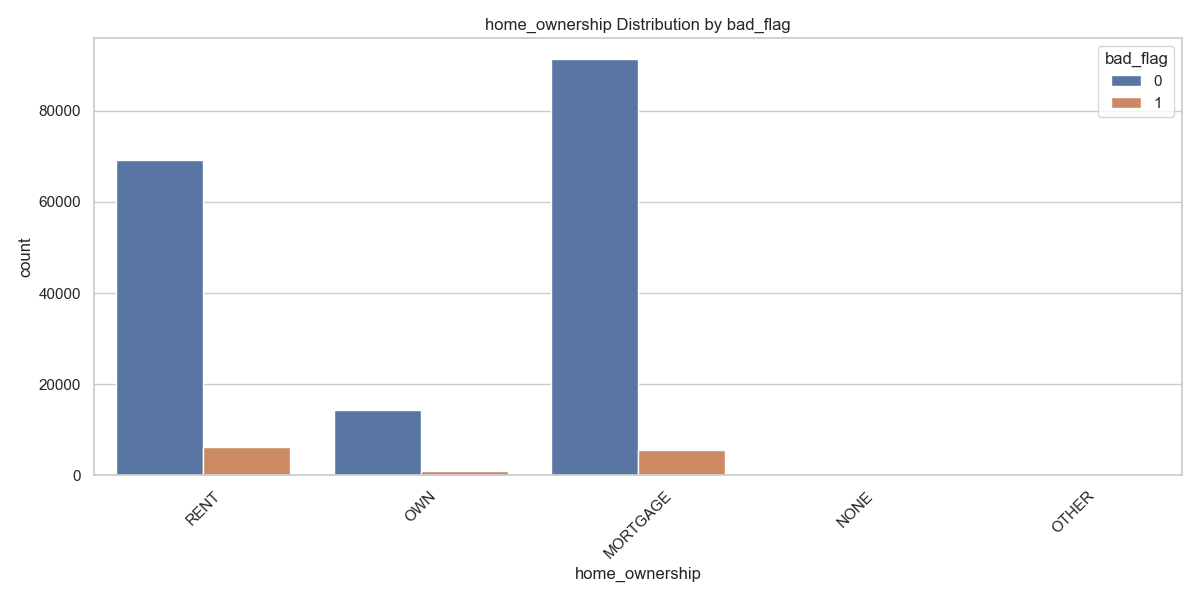 home_ownership Distribution by bad_flag
bad_flag
0
1
80000
60000
40000
20000
0
count
RENT
OWN
MORTGAGE
NONE
OTHER
home_ownership